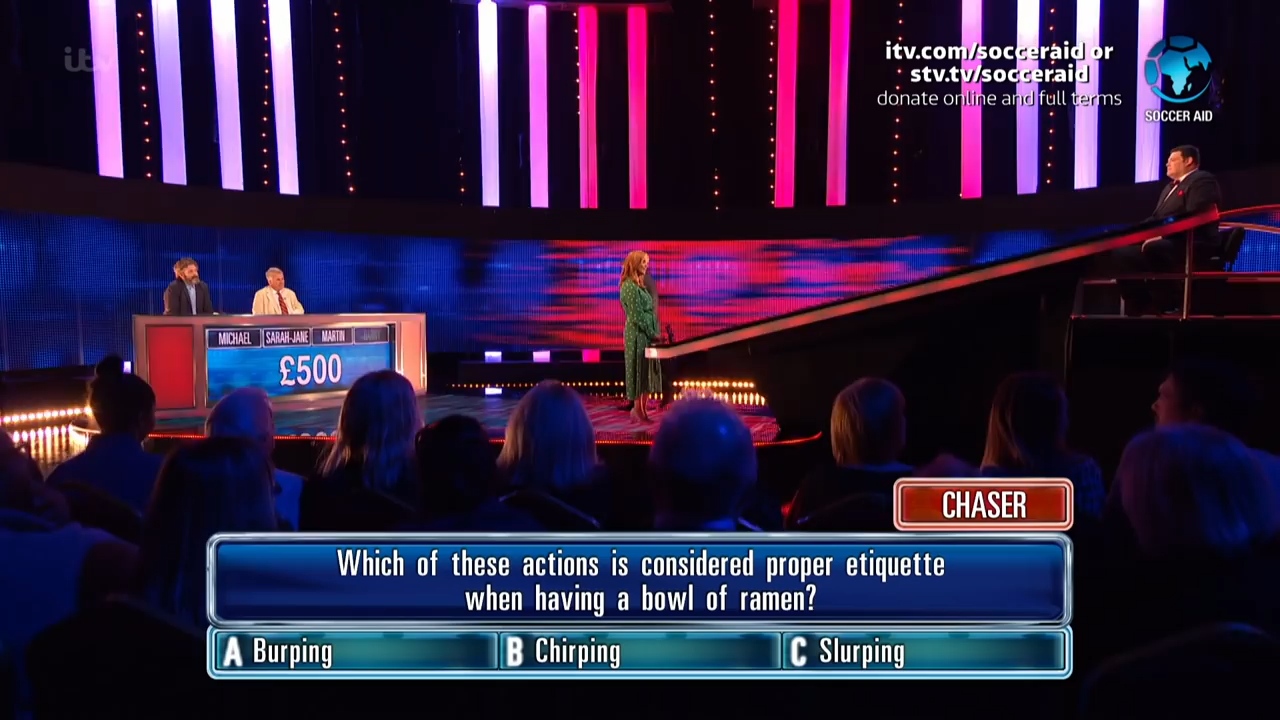 itv
itv.com/socceraid or
stv.tv/socceraid
donate online and full terms
SOCCER AID
MICHAEL
SARAH-JANE
MARTIN
£500
CHASER
Which of these actions is considered proper etiquette
when having a bowl of ramen?
A Burping
B Chirping
C Slurping